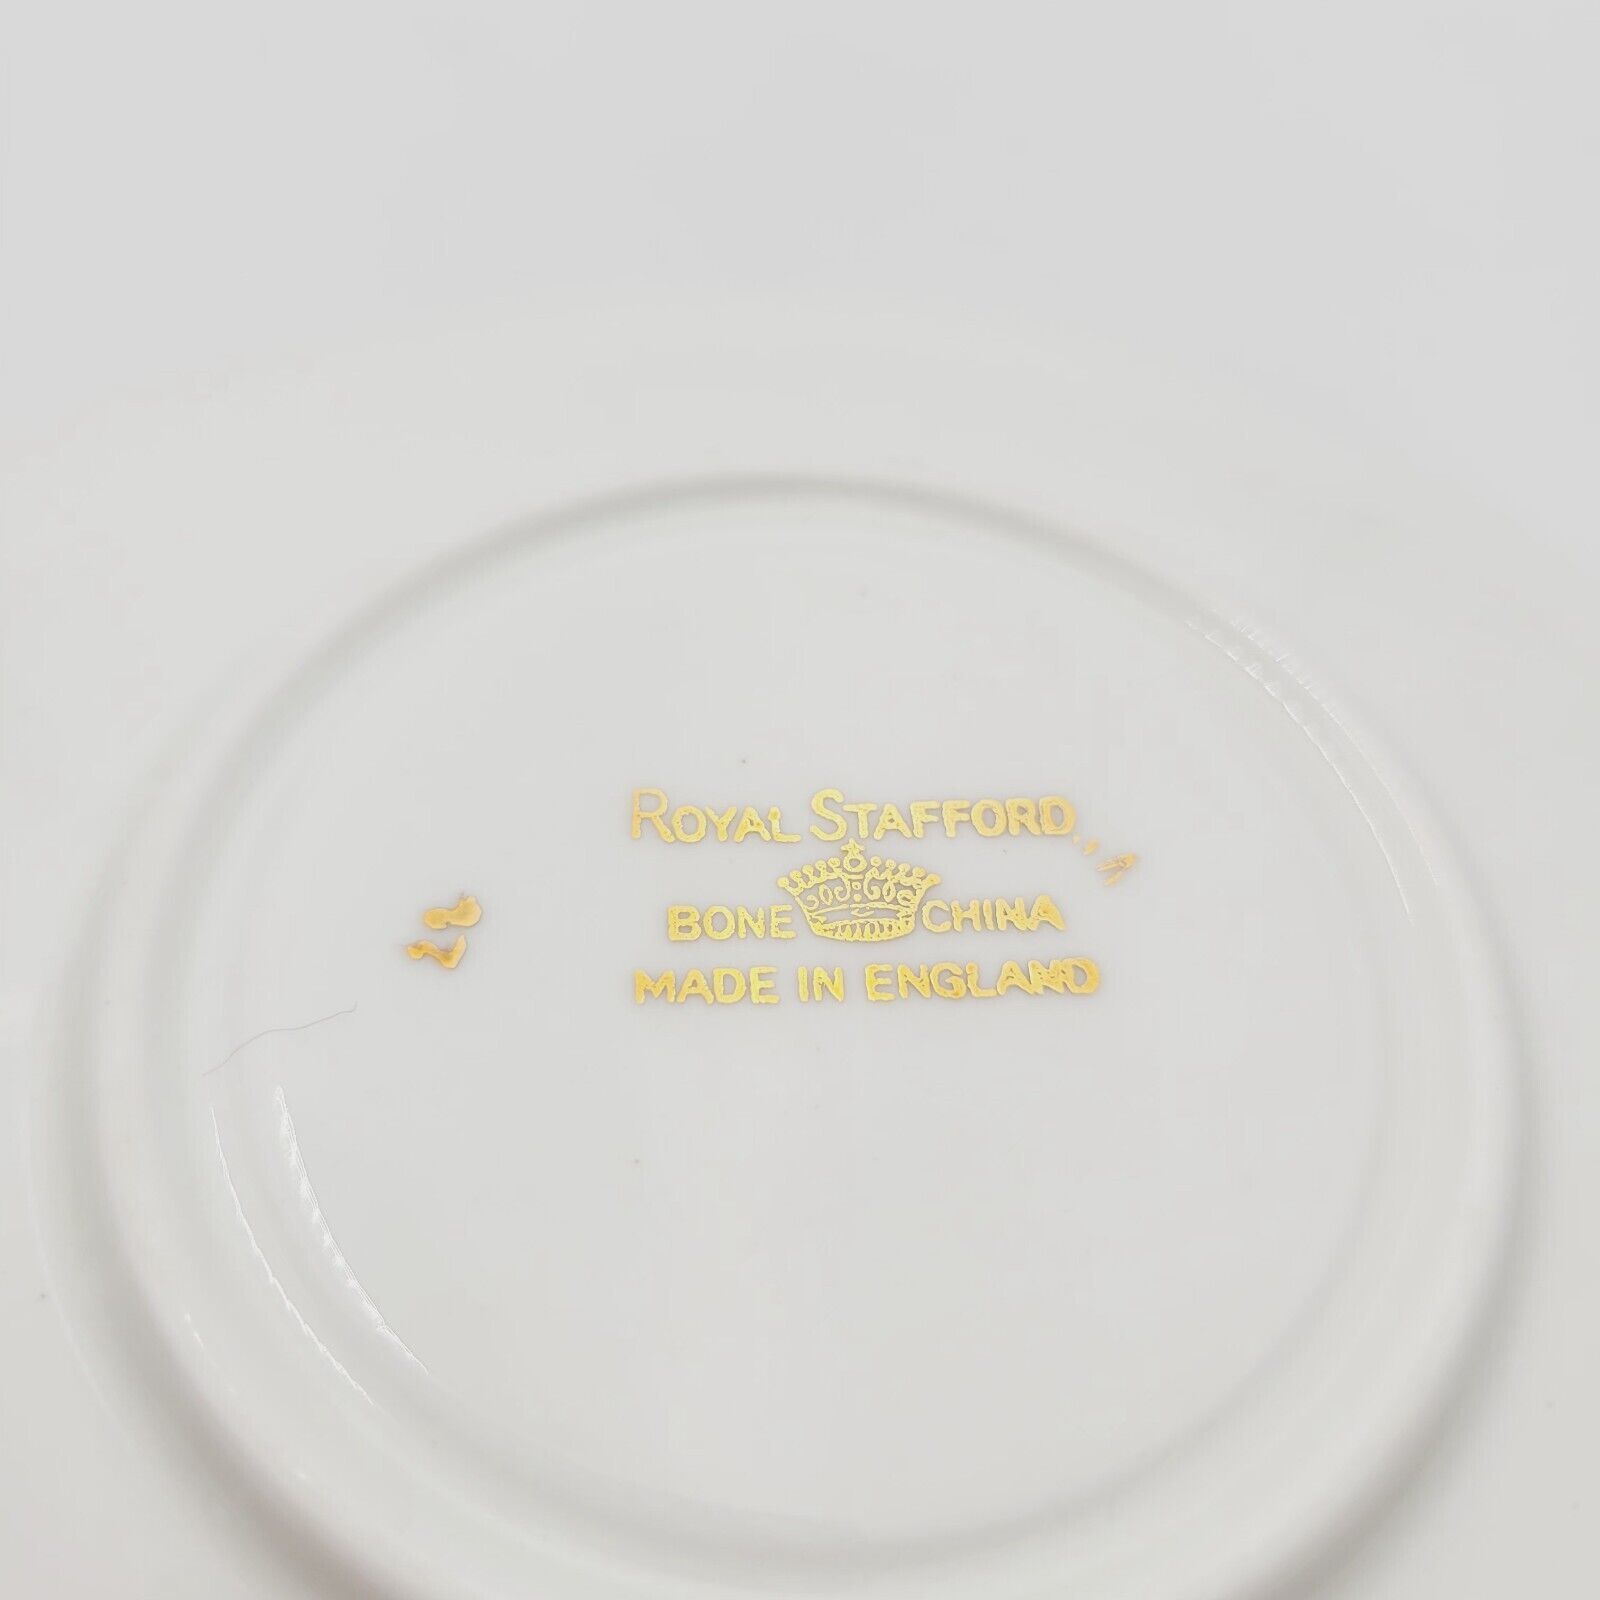 ROYAL STAFFORD
BONE CHINA
MADE IN ENGLAND